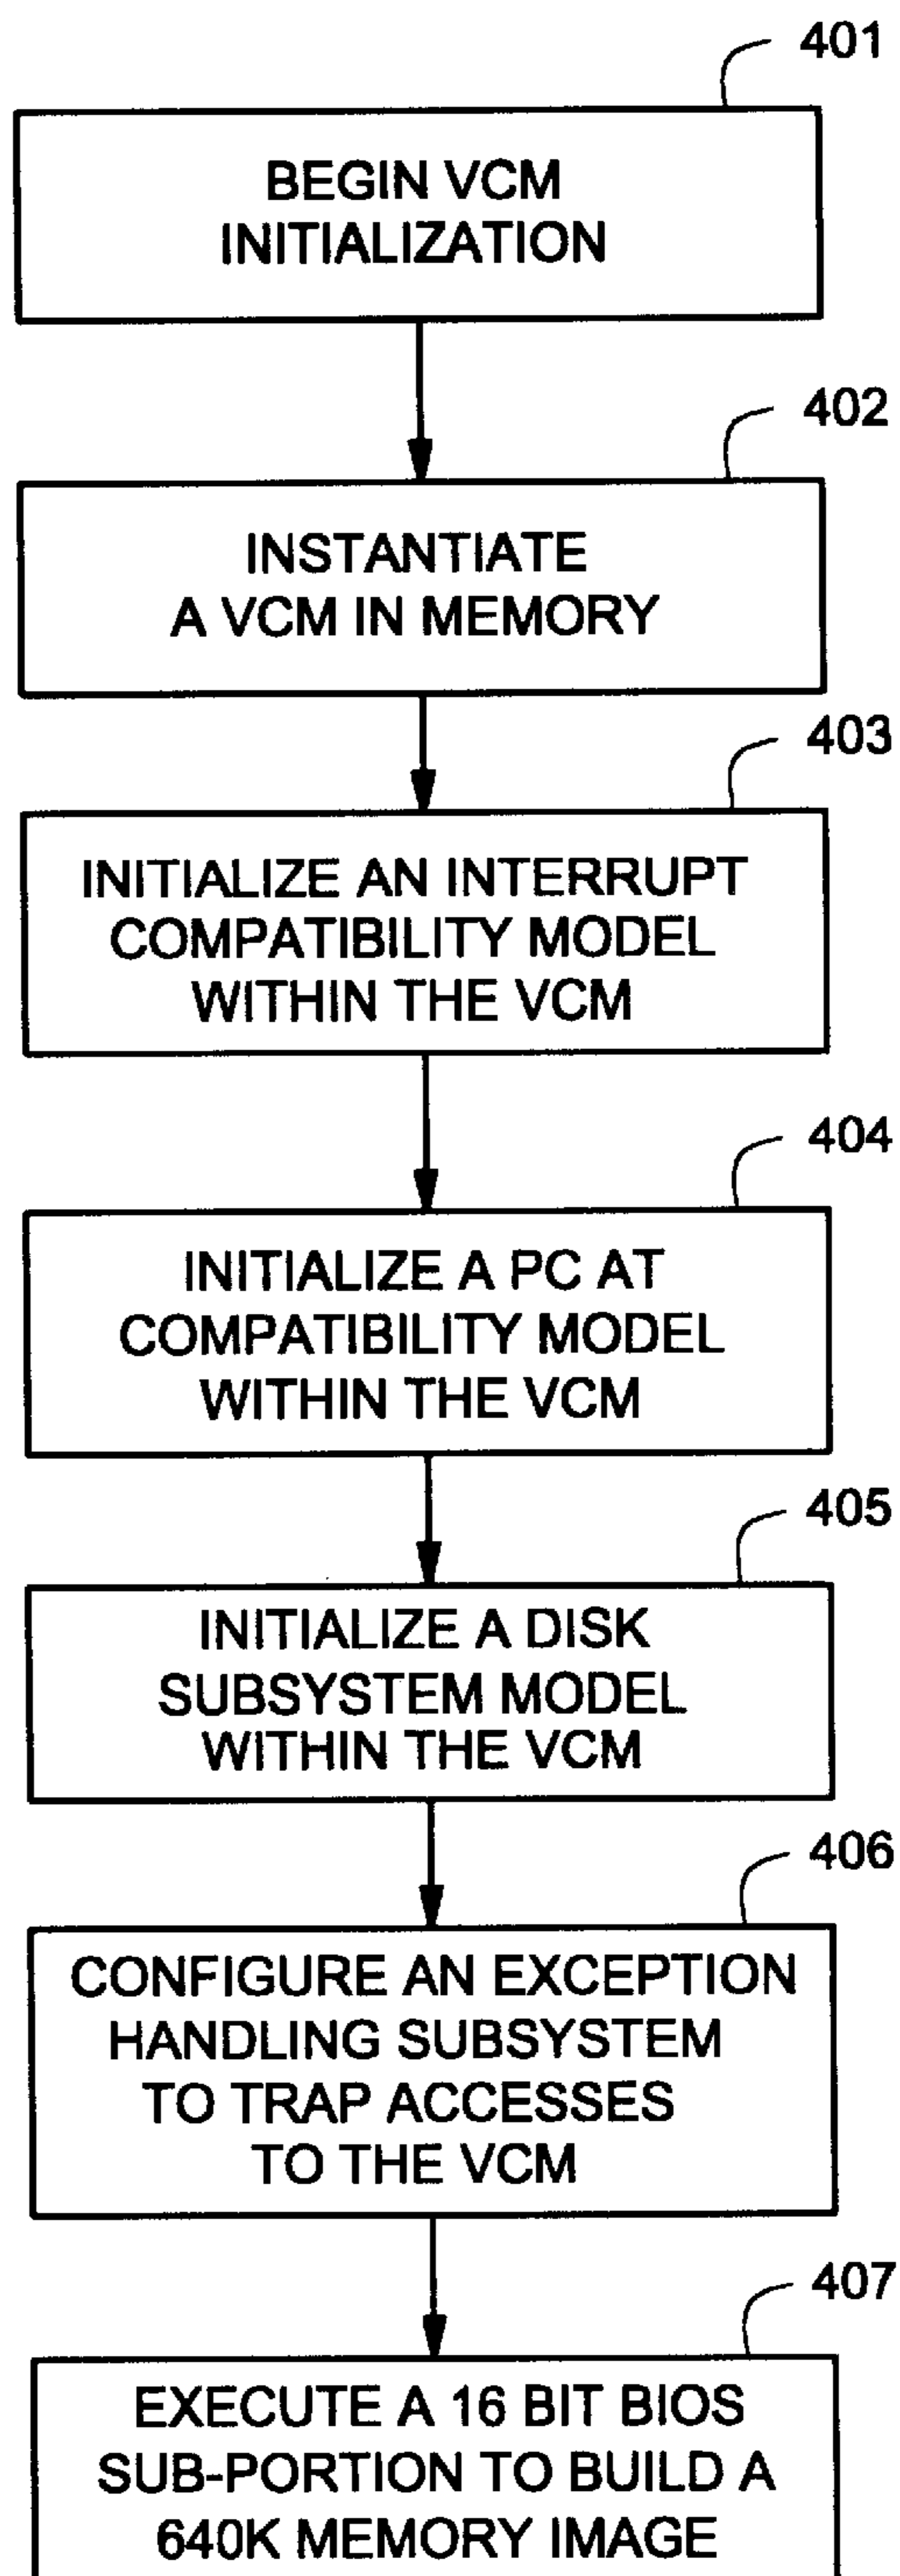 401
BEGIN VCM
INITIALIZATION
402
INSTANTIATE
A VCM IN MEMORY
403
INITIALIZE AN INTERRUPT
COMPATIBILITY MODEL
WITHIN THE VCM
404
INITIALIZE A PC AT
COMPATIBILITY MODEL
WITHIN THE VCM
405
INITIALIZE A DISK
SUBSYSTEM MODEL
WITHIN THE VCM
406
CONFIGURE AN EXCEPTION
HANDLING SUBSYSTEM
TO TRAP ACCESSES
TO THE VCM
407
EXECUTE A 16 BIT BIOS
SUB-PORTION TO BUILD A
640K MEMORY IMAGE